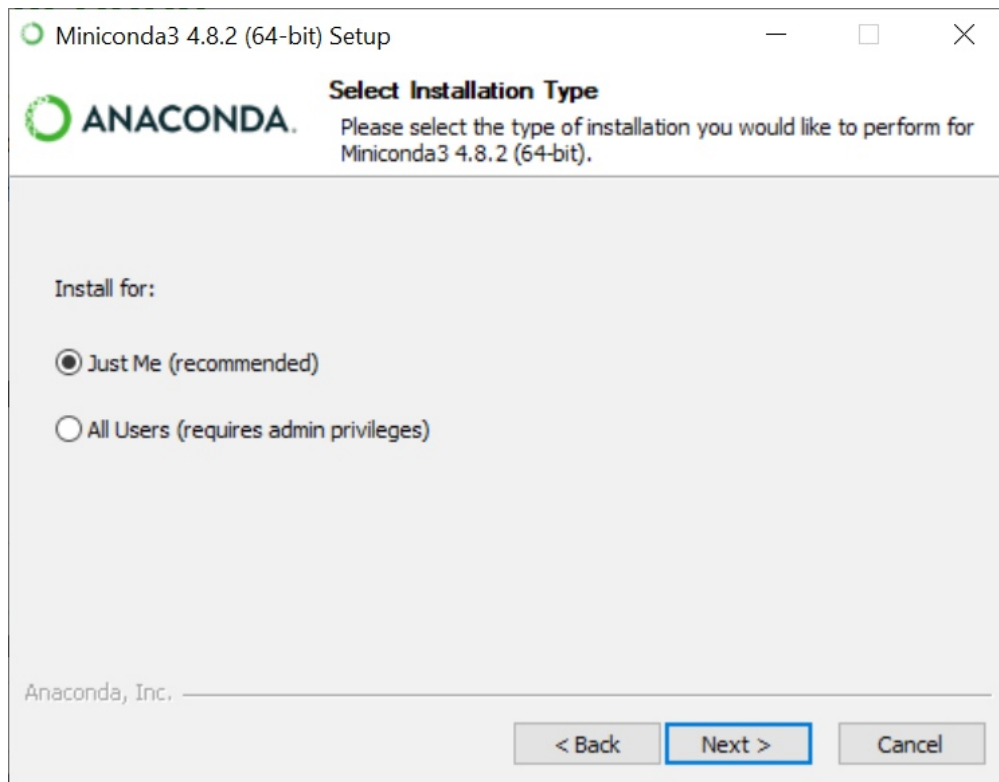 Miniconda3 4.8.2 (64-bit) Setup
ANACONDA.
Select Installation Type
Please select the type of installation you would like to perform for
Miniconda3 4.8.2 (64-bit).
Install for:
Just Me (recommended)
All Users (requires admin privileges)
Anaconda, Inc.
< Back Next > Cancel